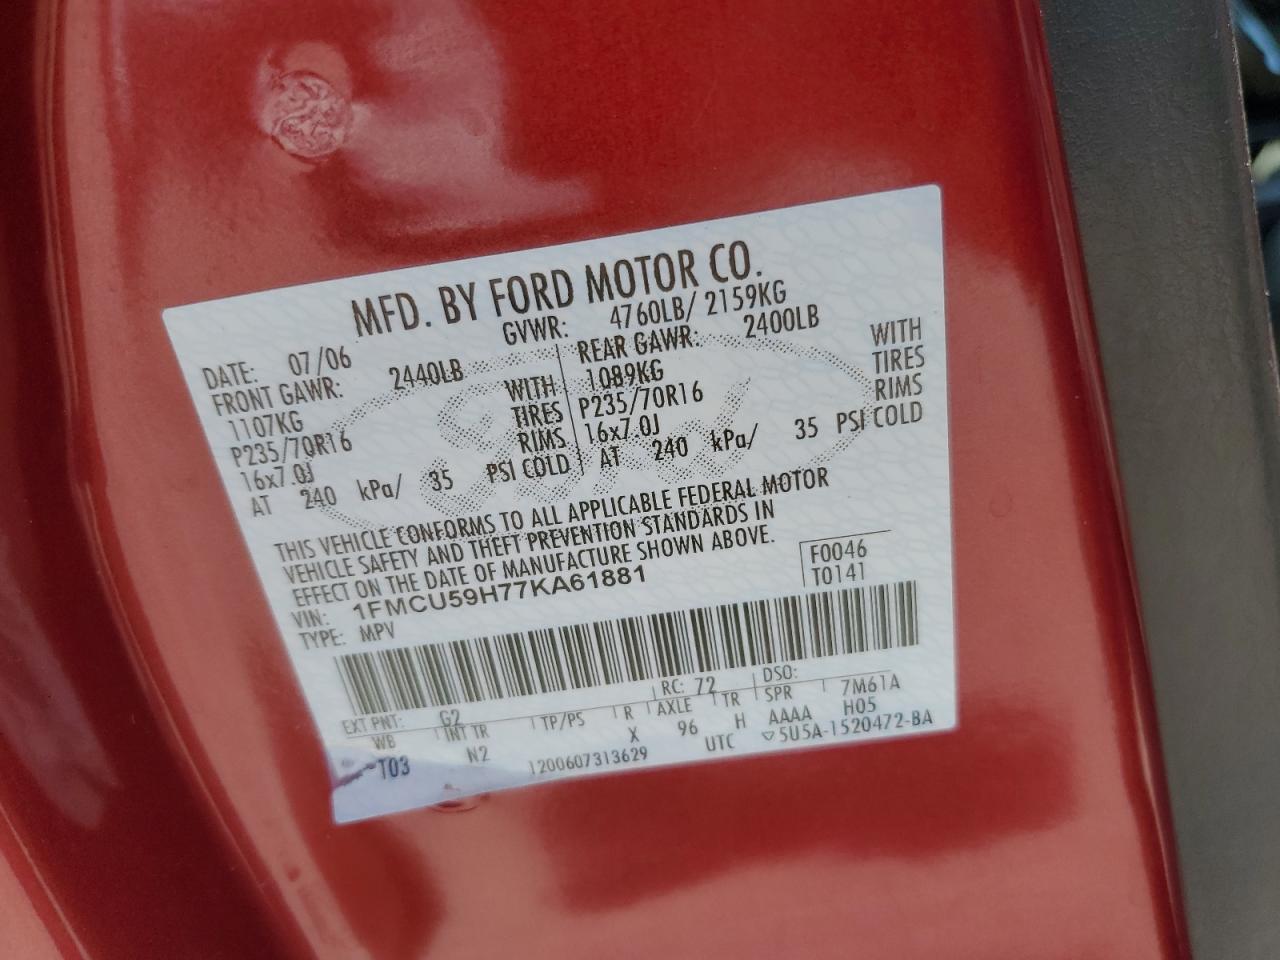 MFD. BY FORD MOTOR CO.
DATE: 07/06 GVWR: 4760LB/ 2159KG
FRONT GAWR: 2440LB REAR GAWR: 2400LB
1107KG WITH 1089KG WITH
P235/70R16 TIRES P235/70R16 TIRES
16x7.0J RIMS 16x7.0J RIMS
AT 240 kPa/ 35 PSI COLD AT 240 kPa/ 35 PSI COLD
THIS VEHICLE CONFORMS TO ALL APPLICABLE FEDERAL MOTOR
VEHICLE SAFETY AND THEFT PREVENTION STANDARDS IN
EFFECT ON THE DATE OF MANUFACTURE SHOWN ABOVE.
VIN: 1FMCU59H77KA61881 F0046
TYPE: MPV T0141
EXT PNT: G2 RC: 72 DSO:
WB INT TR TP/PS R AXLE TR SPR 7M61A
T03 N2 X 96 H AAAA H05
1200607313629 UTC ▽5U5A-1520472-BA